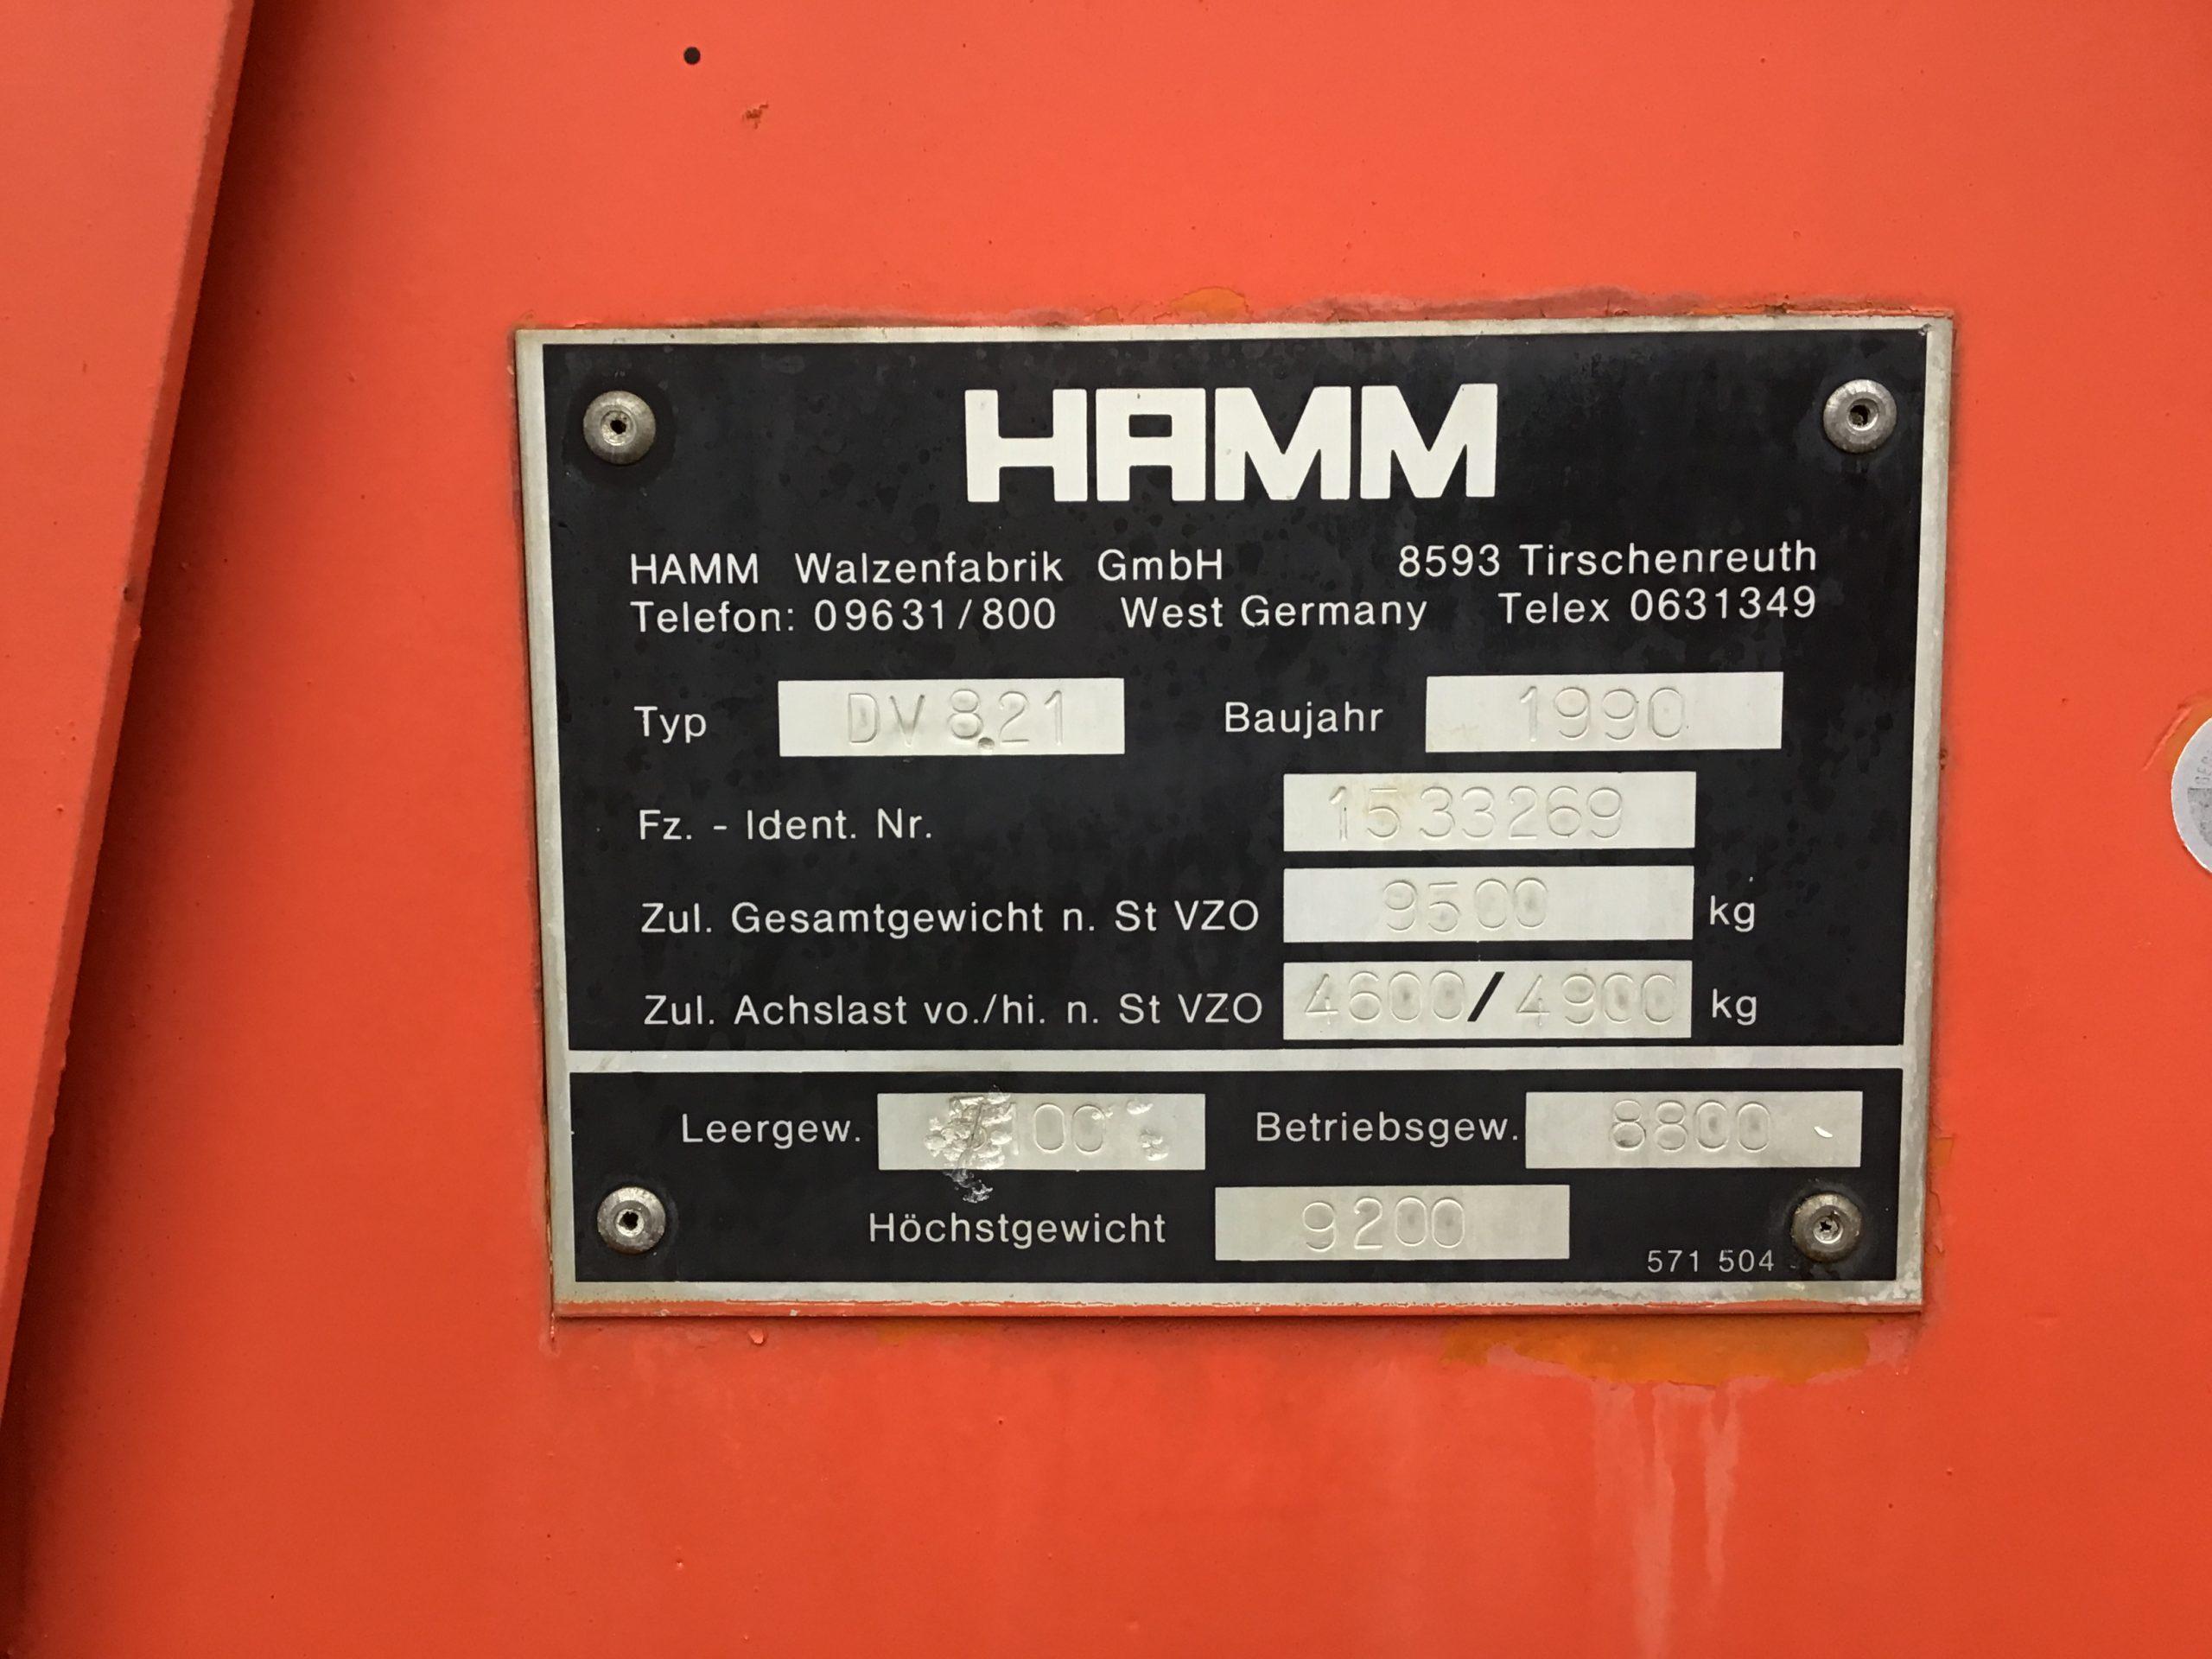 HAMM
HAMM Walzenfabrik GmbH 8593 Tirschenreuth
Telefon: 09631/800 West Germany Telex 0631349
Typ DV 8.21 Baujahr 1990
Fz. - Ident. Nr. 1533269
Zul. Gesamtgewicht n. St VZO 9500 kg
Zul. Achslast vo./hi. n. St VZO 4600/4900 kg
Leergew. Betriebsgew. 8800
Höchstgewicht 9200
571 504